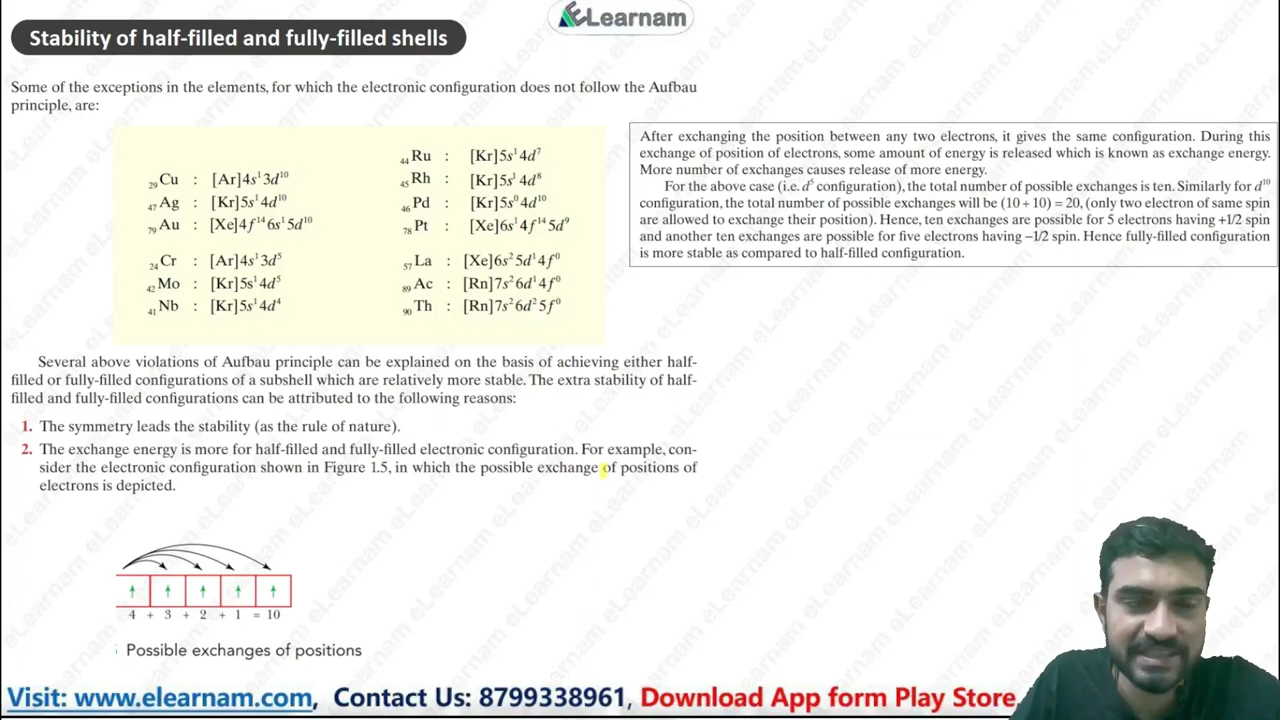 eLearnam
Stability of half-filled and fully-filled shells
Some of the exceptions in the elements, for which the electronic configuration does not follow the Aufbau
principle, are:
₂₉Cu : [Ar]4s¹3d¹⁰
₄₇Ag : [Kr]5s¹4d¹⁰
₇₉Au : [Xe]4f¹⁴6s¹5d¹⁰
₂₄Cr : [Ar]4s¹3d⁵
₄₂Mo : [Kr]5s¹4d⁵
₄₁Nb : [Kr]5s¹4d⁴
₄₄Ru : [Kr]5s¹4d⁷
₄₅Rh : [Kr]5s¹4d⁸
₄₆Pd : [Kr]5s⁰4d¹⁰
₇₈Pt : [Xe]6s¹4f¹⁴5d⁹
₅₇La : [Xe]6s²5d¹4f⁰
₈₉Ac : [Rn]7s²6d¹4f⁰
₉₀Th : [Rn]7s²6d²5f⁰
Several above violations of Aufbau principle can be explained on the basis of achieving either half-
filled or fully-filled configurations of a subshell which are relatively more stable. The extra stability of half-
filled and fully-filled configurations can be attributed to the following reasons:
1. The symmetry leads the stability (as the rule of nature).
2. The exchange energy is more for half-filled and fully-filled electronic configuration. For example, con-
sider the electronic configuration shown in Figure 1.5, in which the possible exchange of positions of
electrons is depicted.
4 + 3 + 2 + 1 = 10
Possible exchanges of positions
After exchanging the position between any two electrons, it gives the same configuration. During this
exchange of position of electrons, some amount of energy is released which is known as exchange energy.
More number of exchanges causes release of more energy.
For the above case (i.e. d⁵ configuration), the total number of possible exchanges is ten. Similarly for d¹⁰
configuration, the total number of possible exchanges will be (10 + 10) = 20, (only two electron of same spin
are allowed to exchange their position). Hence, ten exchanges are possible for 5 electrons having +1/2 spin
and another ten exchanges are possible for five electrons having −1/2 spin. Hence fully-filled configuration
is more stable as compared to half-filled configuration.
Visit: www.elearnam.com, Contact Us: 8799338961, Download App form Play Store